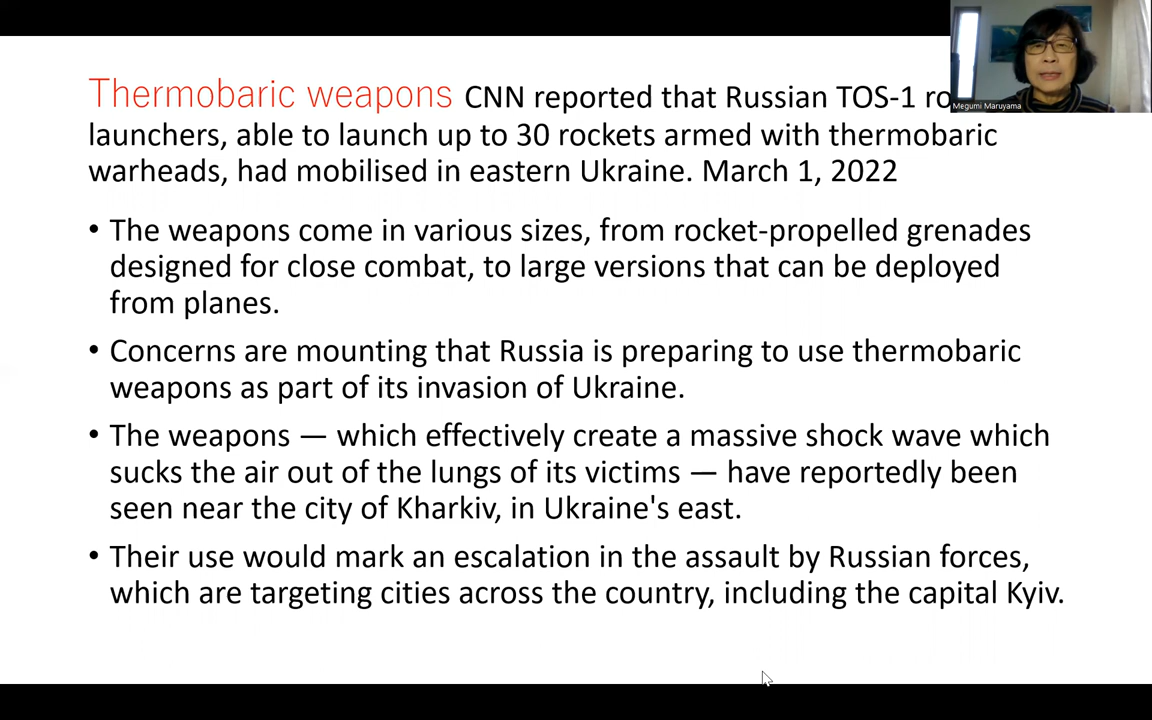 Thermobaric weapons CNN reported that Russian TOS-1
launchers, able to launch up to 30 rockets armed with thermobaric
warheads, had mobilised in eastern Ukraine. March 1, 2022
• The weapons come in various sizes, from rocket-propelled grenades
designed for close combat, to large versions that can be deployed
from planes.
• Concerns are mounting that Russia is preparing to use thermobaric
weapons as part of its invasion of Ukraine.
• The weapons — which effectively create a massive shock wave which
sucks the air out of the lungs of its victims — have reportedly been
seen near the city of Kharkiv, in Ukraine's east.
• Their use would mark an escalation in the assault by Russian forces,
which are targeting cities across the country, including the capital Kyiv.
Megumi Maruyama